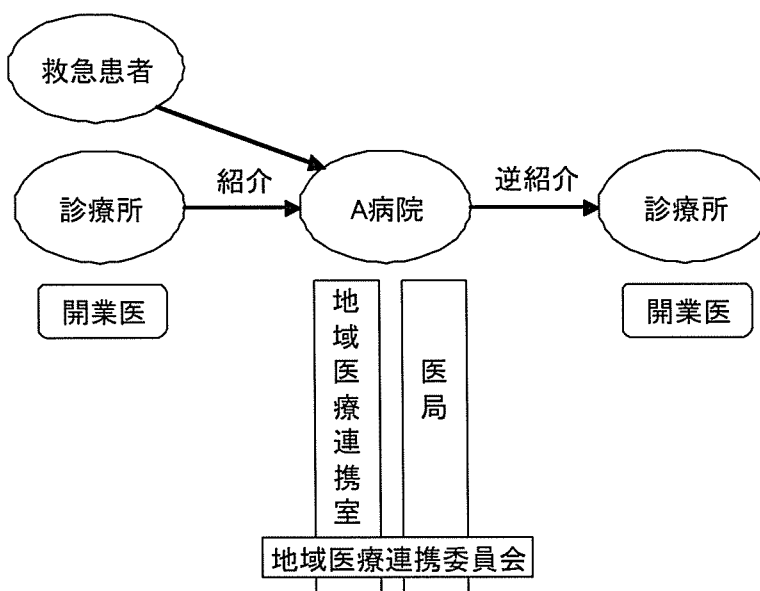 救急患者
診療所
紹介
A病院
逆紹介
診療所
開業医
地域医療連携室
医局
開業医
地域医療連携委員会